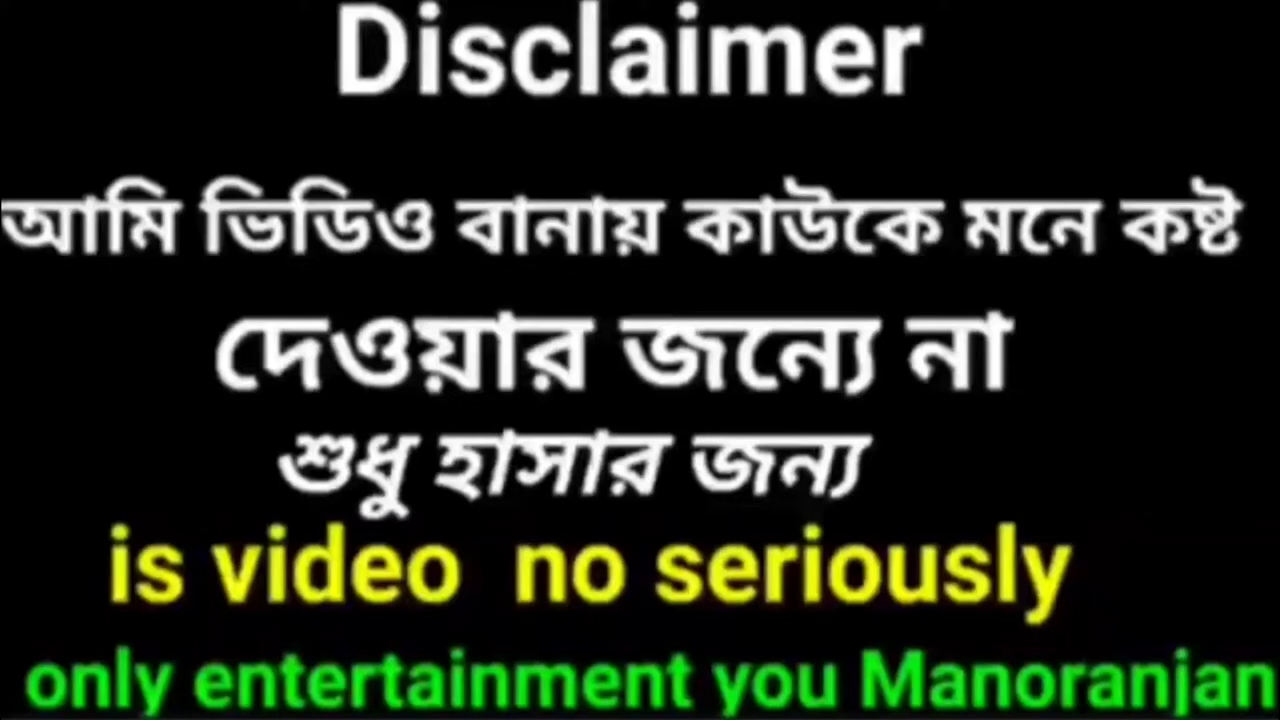 Disclaimer
আমি ভিডিও বানায় কাউকে মনে কষ্ট
দেওয়ার জন্যে না
শুধু হাসার জন্য
is video no seriously
only entertainment you Manoranjan